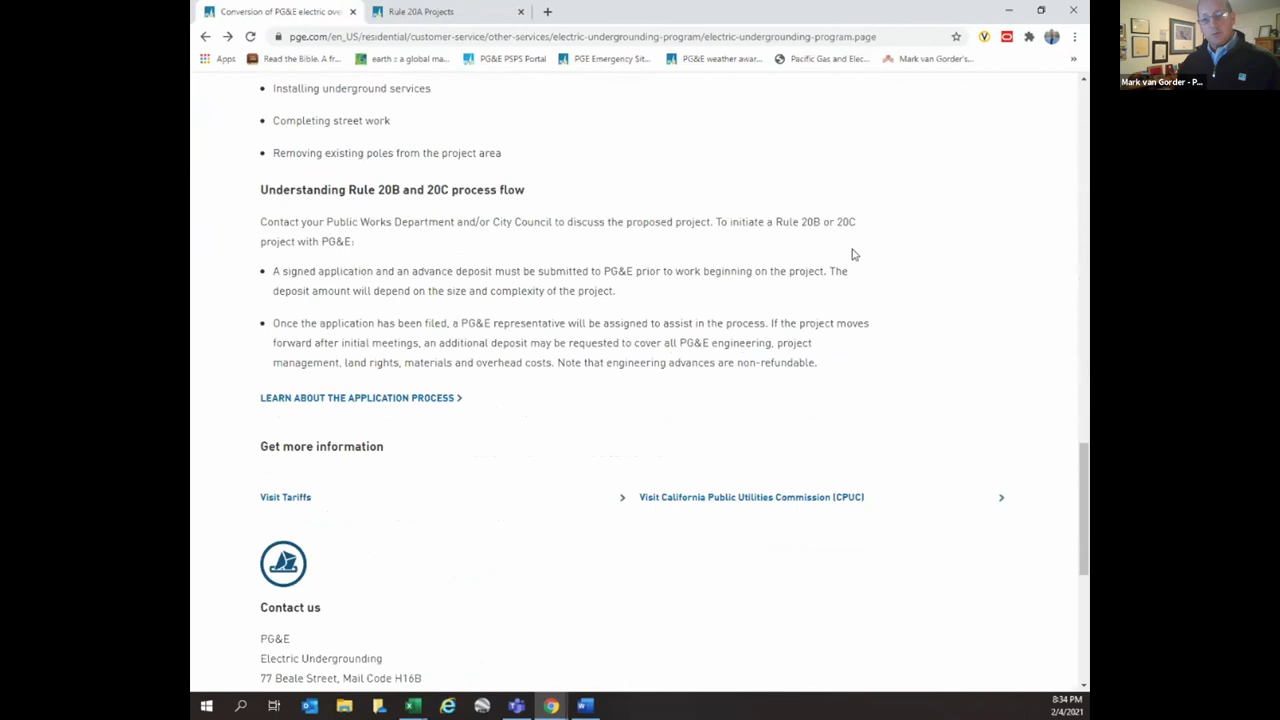 Conversion of PG&E electric ove
Rule 20A Projects
pge.com/en_US/residential/customer-service/other-services/electric-undergrounding-program/electric-undergrounding-program.page
Apps
Read the Bible. A fr...
earth :: a global ma...
PG&E PSPS Portal
PGE Emergency Sit...
PG&E weather awar...
Pacific Gas and Elec...
Mark van Gorder's...
»
Mark van Gorder - P...
• Installing underground services
• Completing street work
• Removing existing poles from the project area
Understanding Rule 20B and 20C process flow
Contact your Public Works Department and/or City Council to discuss the proposed project. To initiate a Rule 20B or 20C
project with PG&E:
• A signed application and an advance deposit must be submitted to PG&E prior to work beginning on the project. The
deposit amount will depend on the size and complexity of the project.
• Once the application has been filed, a PG&E representative will be assigned to assist in the process. If the project moves
forward after initial meetings, an additional deposit may be requested to cover all PG&E engineering, project
management, land rights, materials and overhead costs. Note that engineering advances are non-refundable.
LEARN ABOUT THE APPLICATION PROCESS >
Get more information
Visit Tariffs >
Visit California Public Utilities Commission (CPUC) >
Contact us
PG&E
Electric Undergrounding
77 Beale Street, Mail Code H16B
8:34 PM
2/4/2021